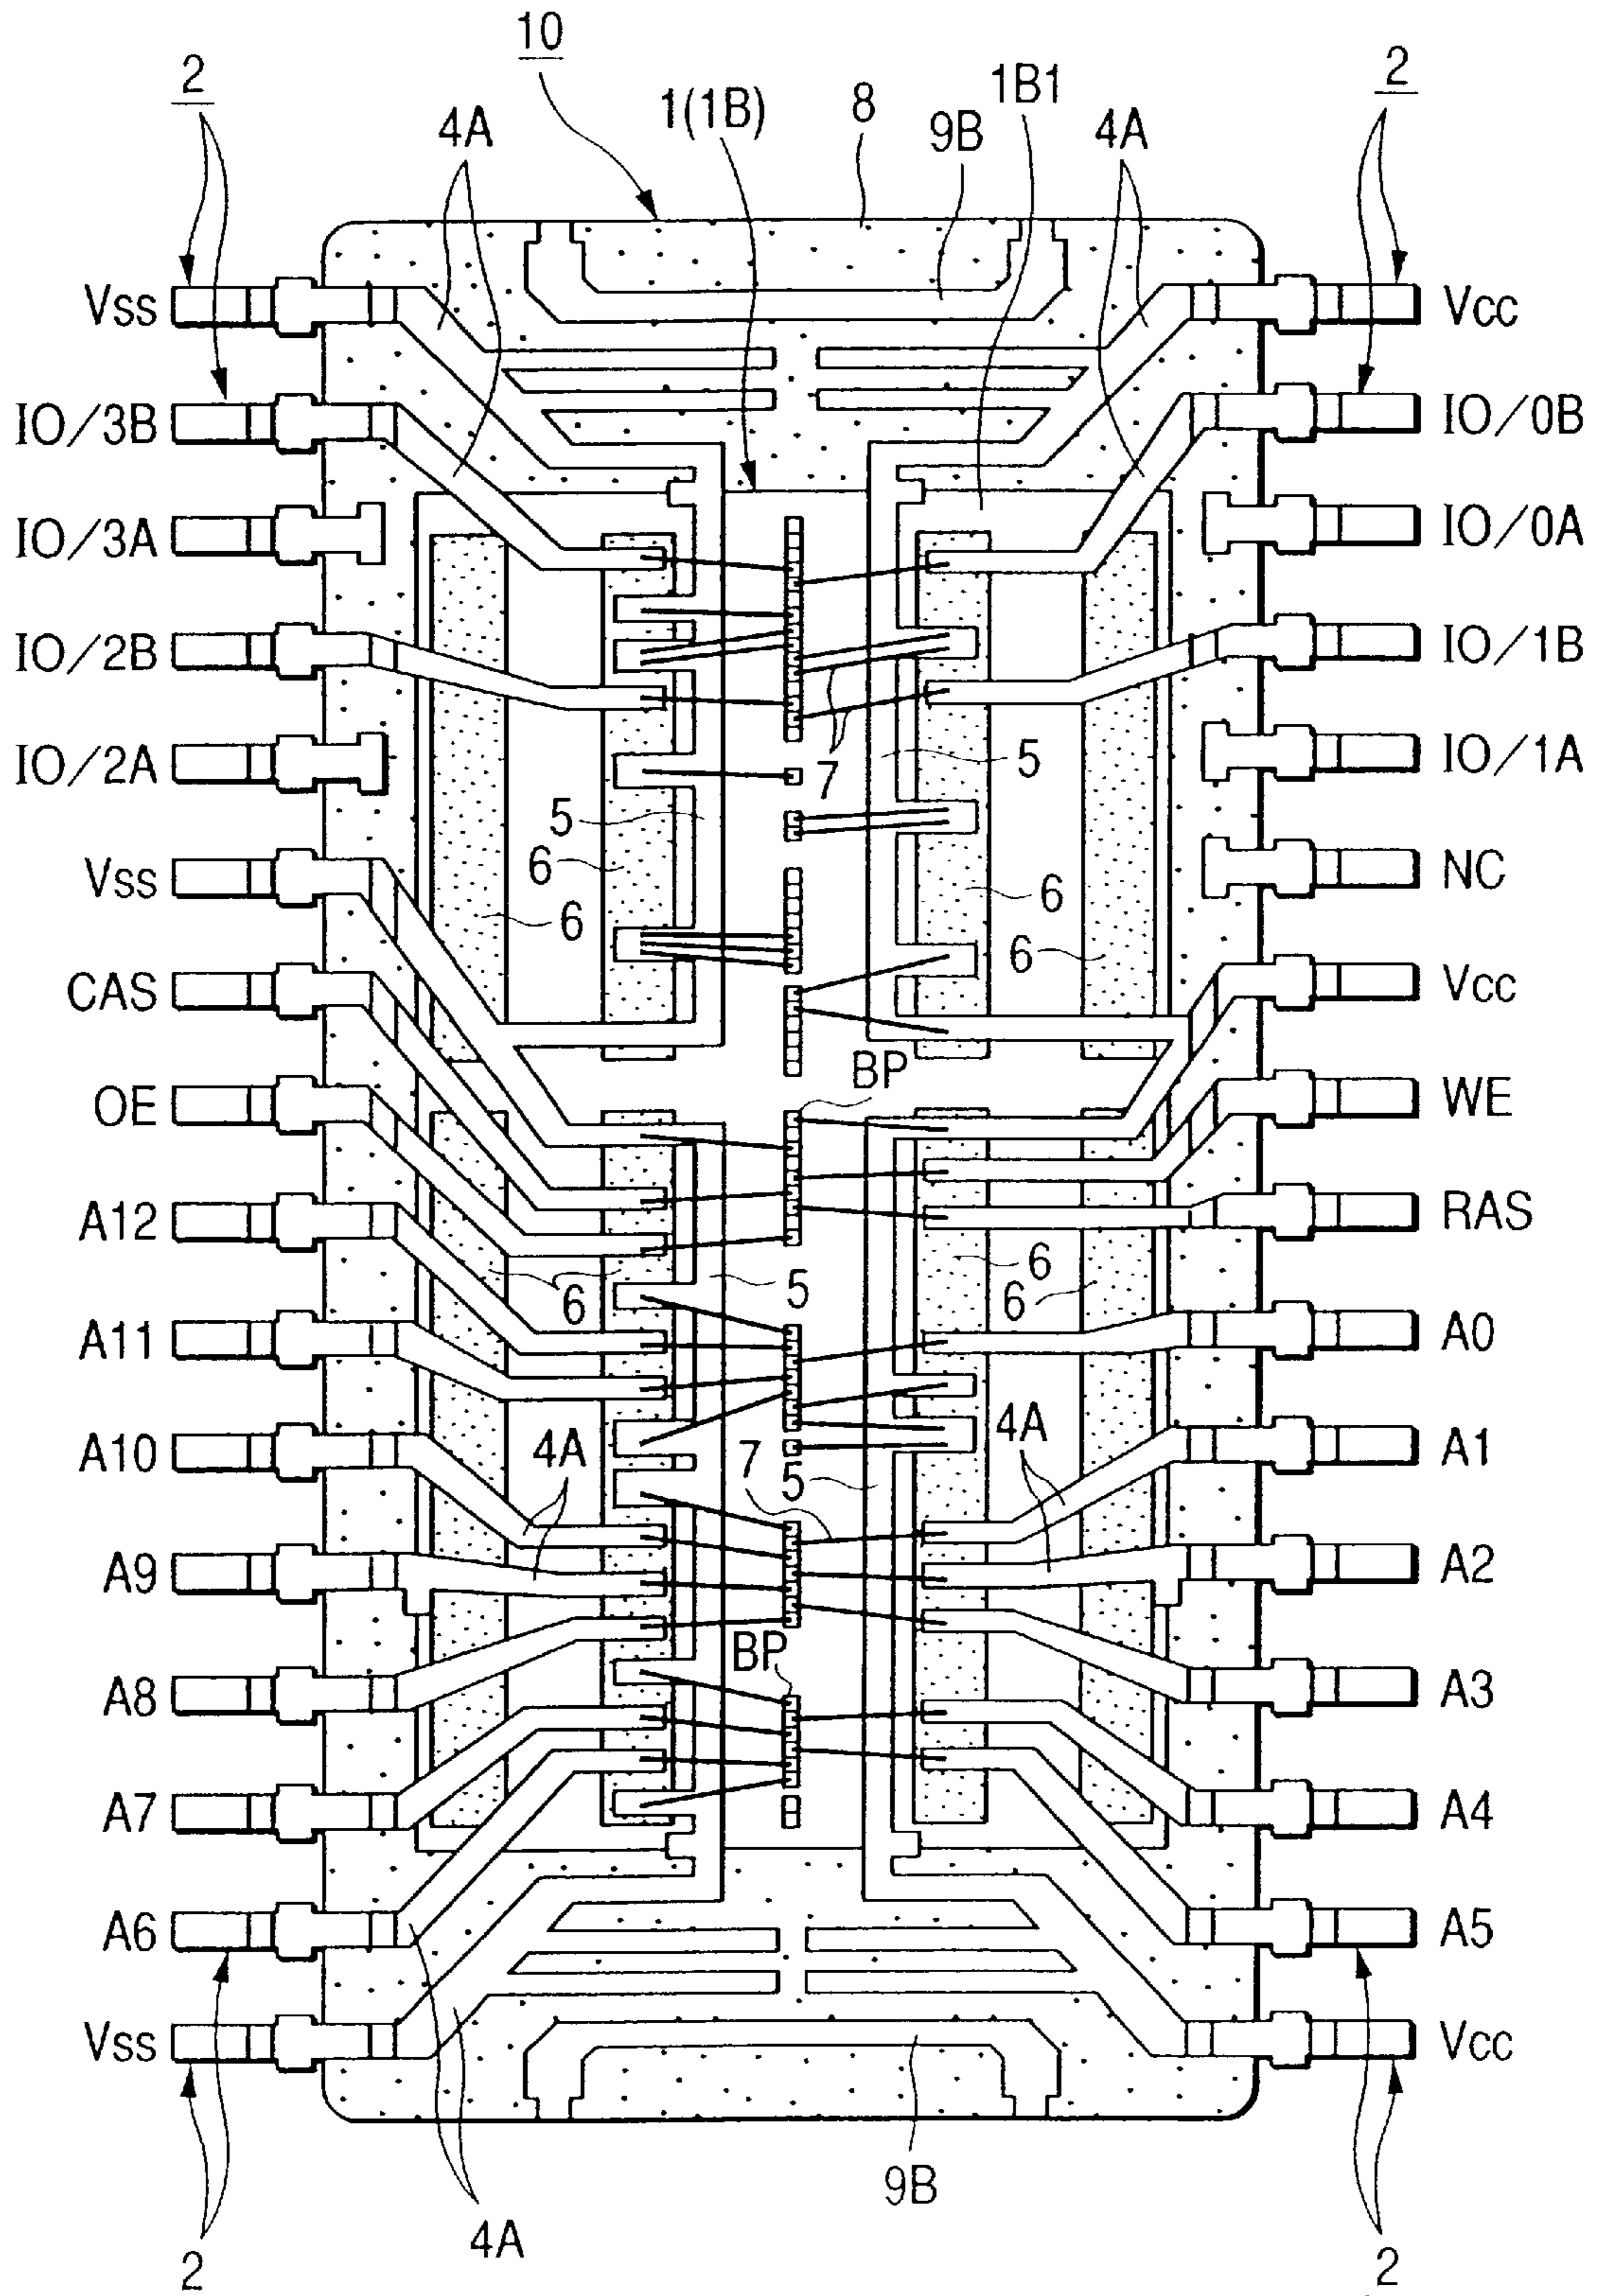 10
2
2
1B1
1(1B)
8
4A
9B
4A
Vss
Vcc
IO/3B
IO/0B
IO/3A
IO/0A
IO/2B
IO/1B
IO/2A
7
5
IO/1A
5
6
Vss
6
6
NC
6
CAS
Vcc
BP
OE
WE
A12
RAS
6
5
6
6
A11
A0
A10
4A
7
5
4A
A1
A9
A2
BP
A8
A3
A7
A4
A6
A5
Vss
Vcc
9B
4A
2
2